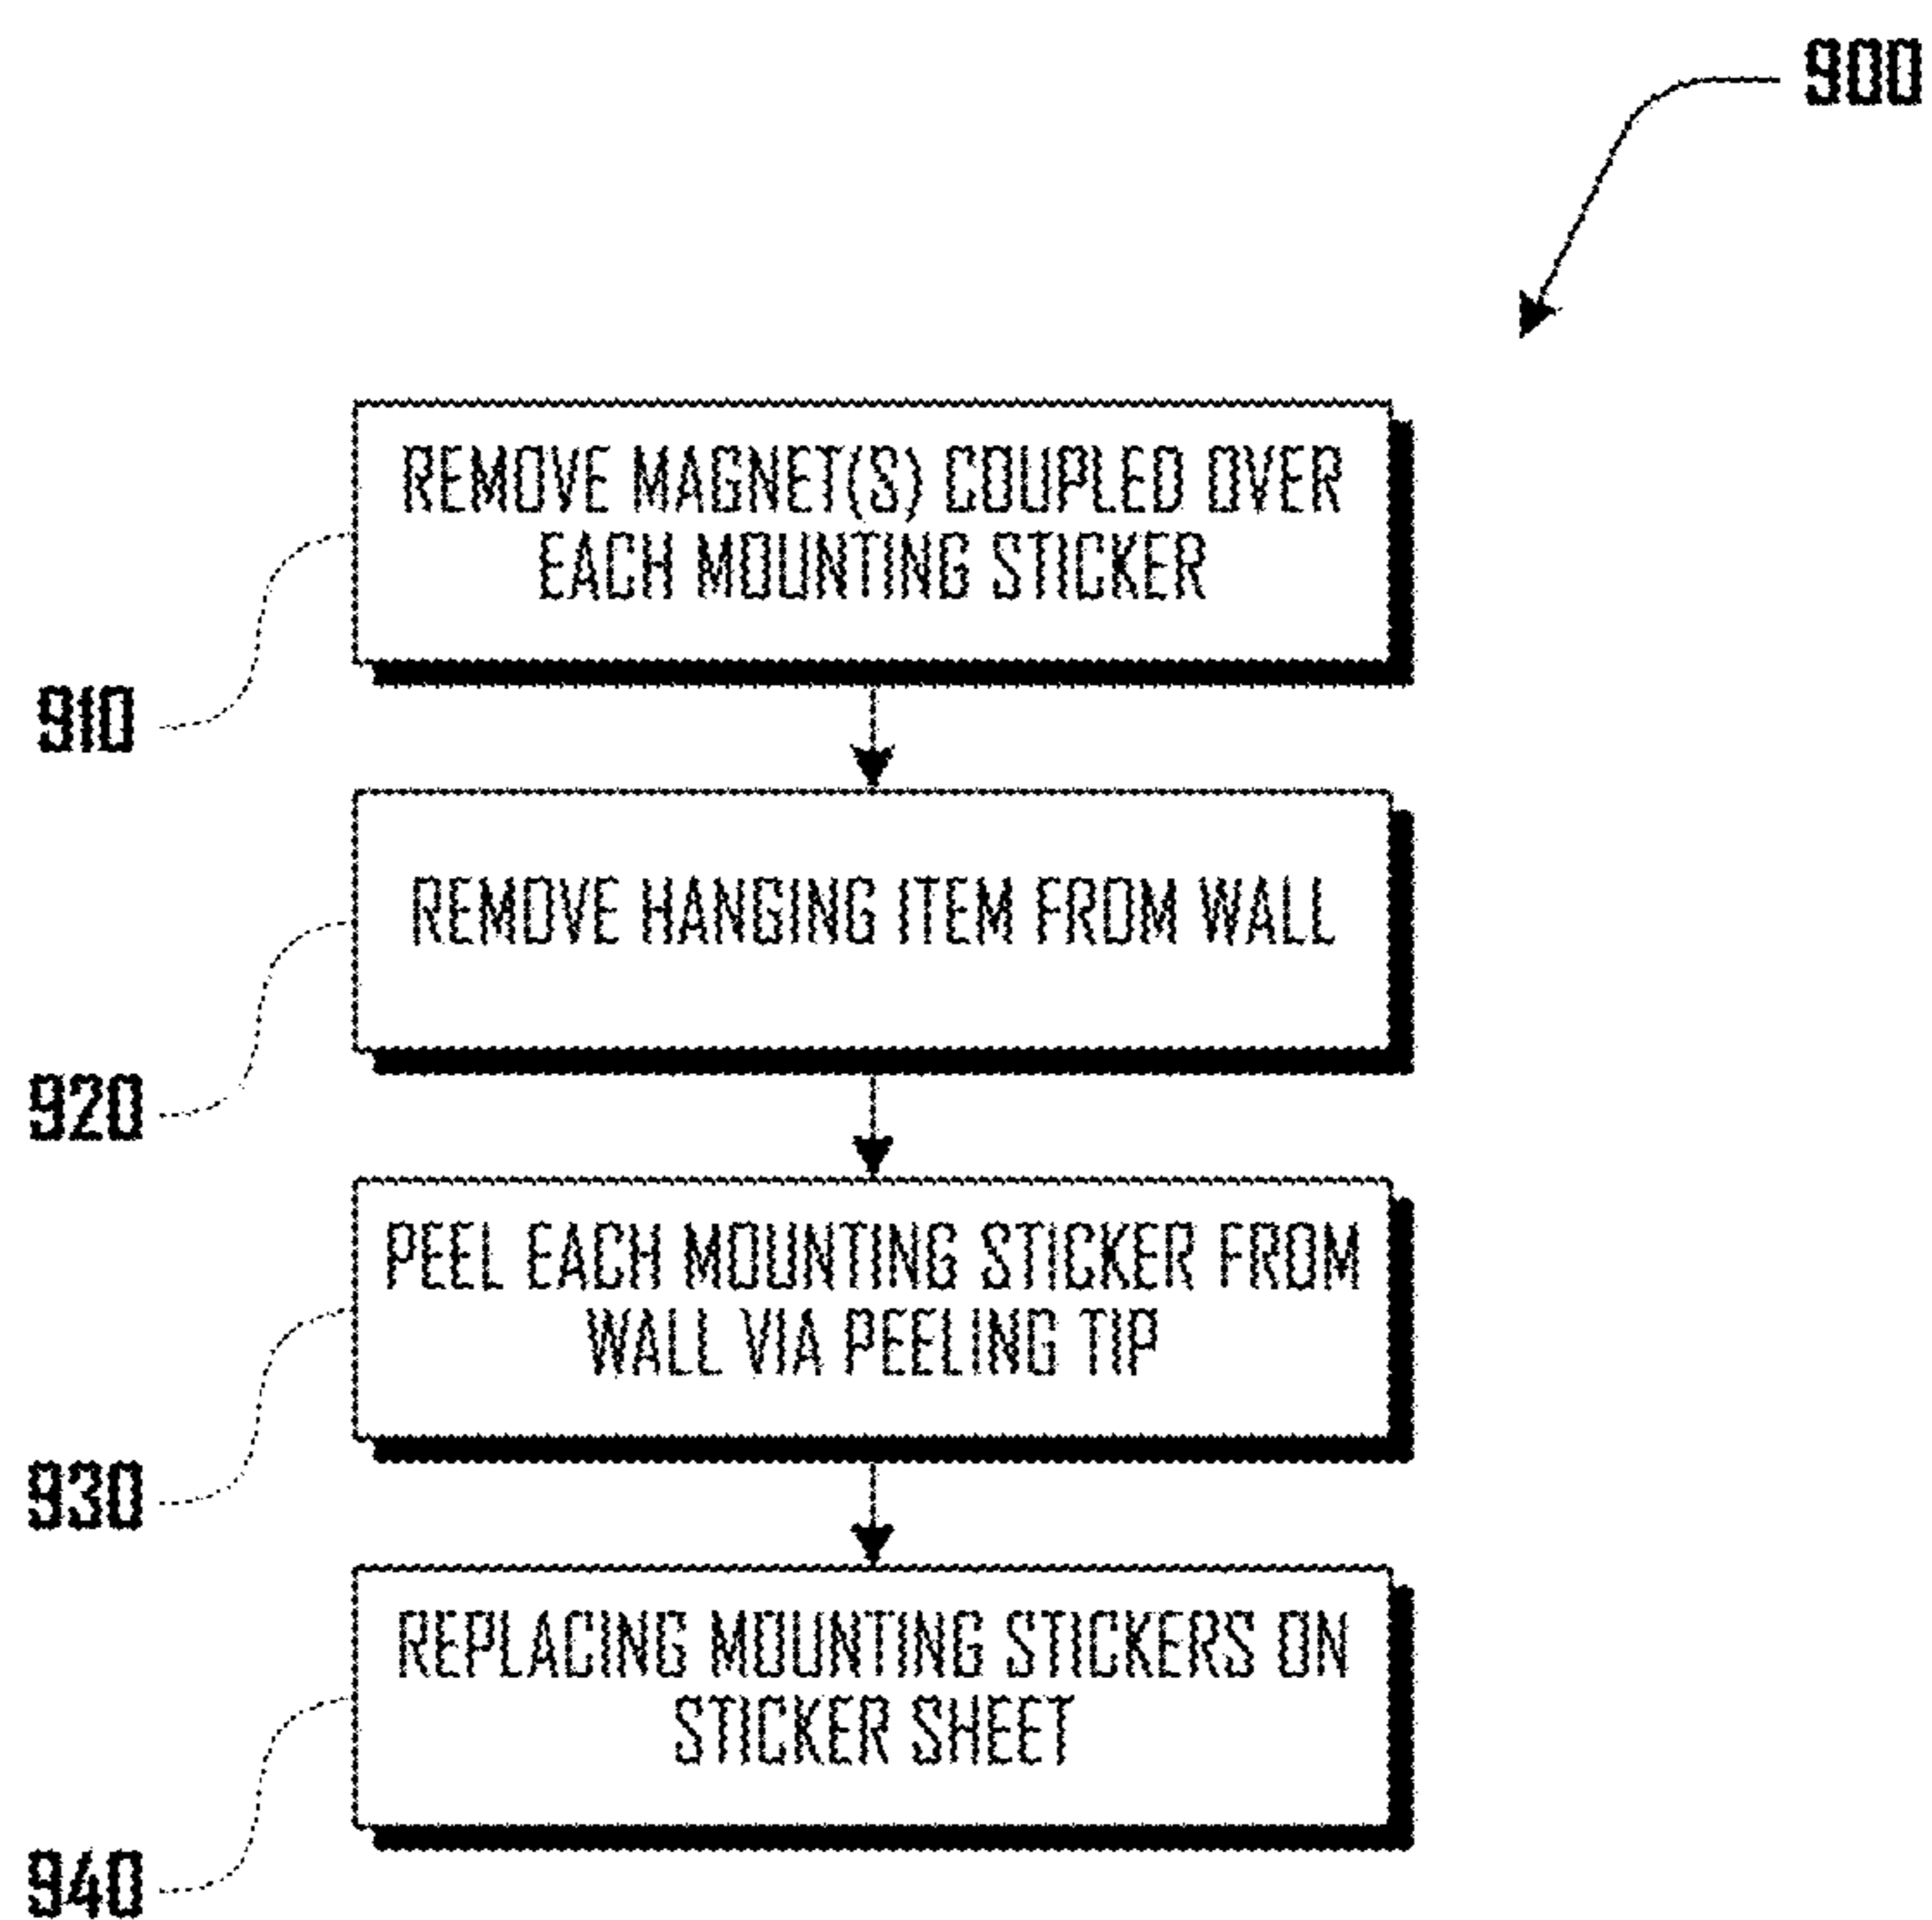 900
REMOVE MAGNET(S) COUPLED OVER
EACH MOUNTING STICKER
910
REMOVE HANGING ITEM FROM WALL
920
PEEL EACH MOUNTING STICKER FROM
WALL VIA PEELING TIP
930
REPLACING MOUNTING STICKERS ON
STICKER SHEET
940